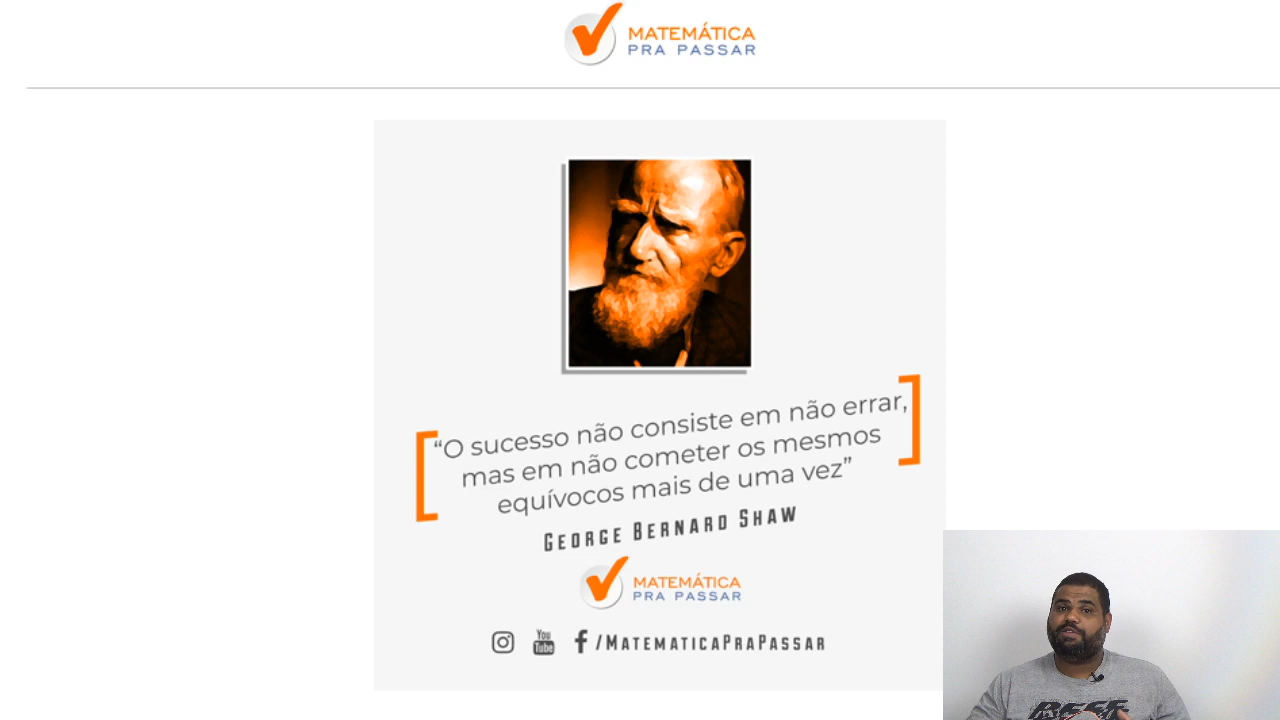 MATEMÁTICA
PRA PASSAR
“O sucesso não consiste em não errar,
mas em não cometer os mesmos
equívocos mais de uma vez”
GEORGE BERNARD SHAW
MATEMÁTICA
PRA PASSAR
You
Tube
f/MATEMATICAPRAPASSAR